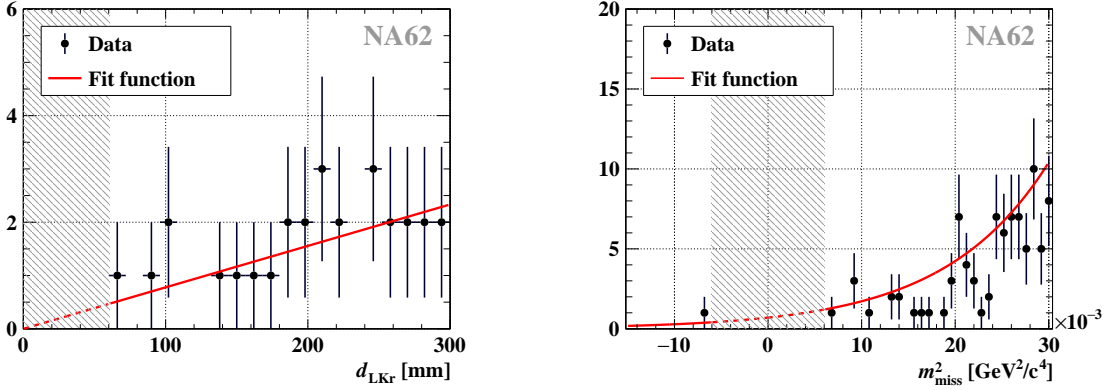 6
4
2
0
NA62
Data
Fit function
0 100 200 300
d_LKr [mm]
20
15
10
5
0
NA62
Data
Fit function
−10 0 10 20 30
×10⁻³
m²_miss [GeV²/c⁴]